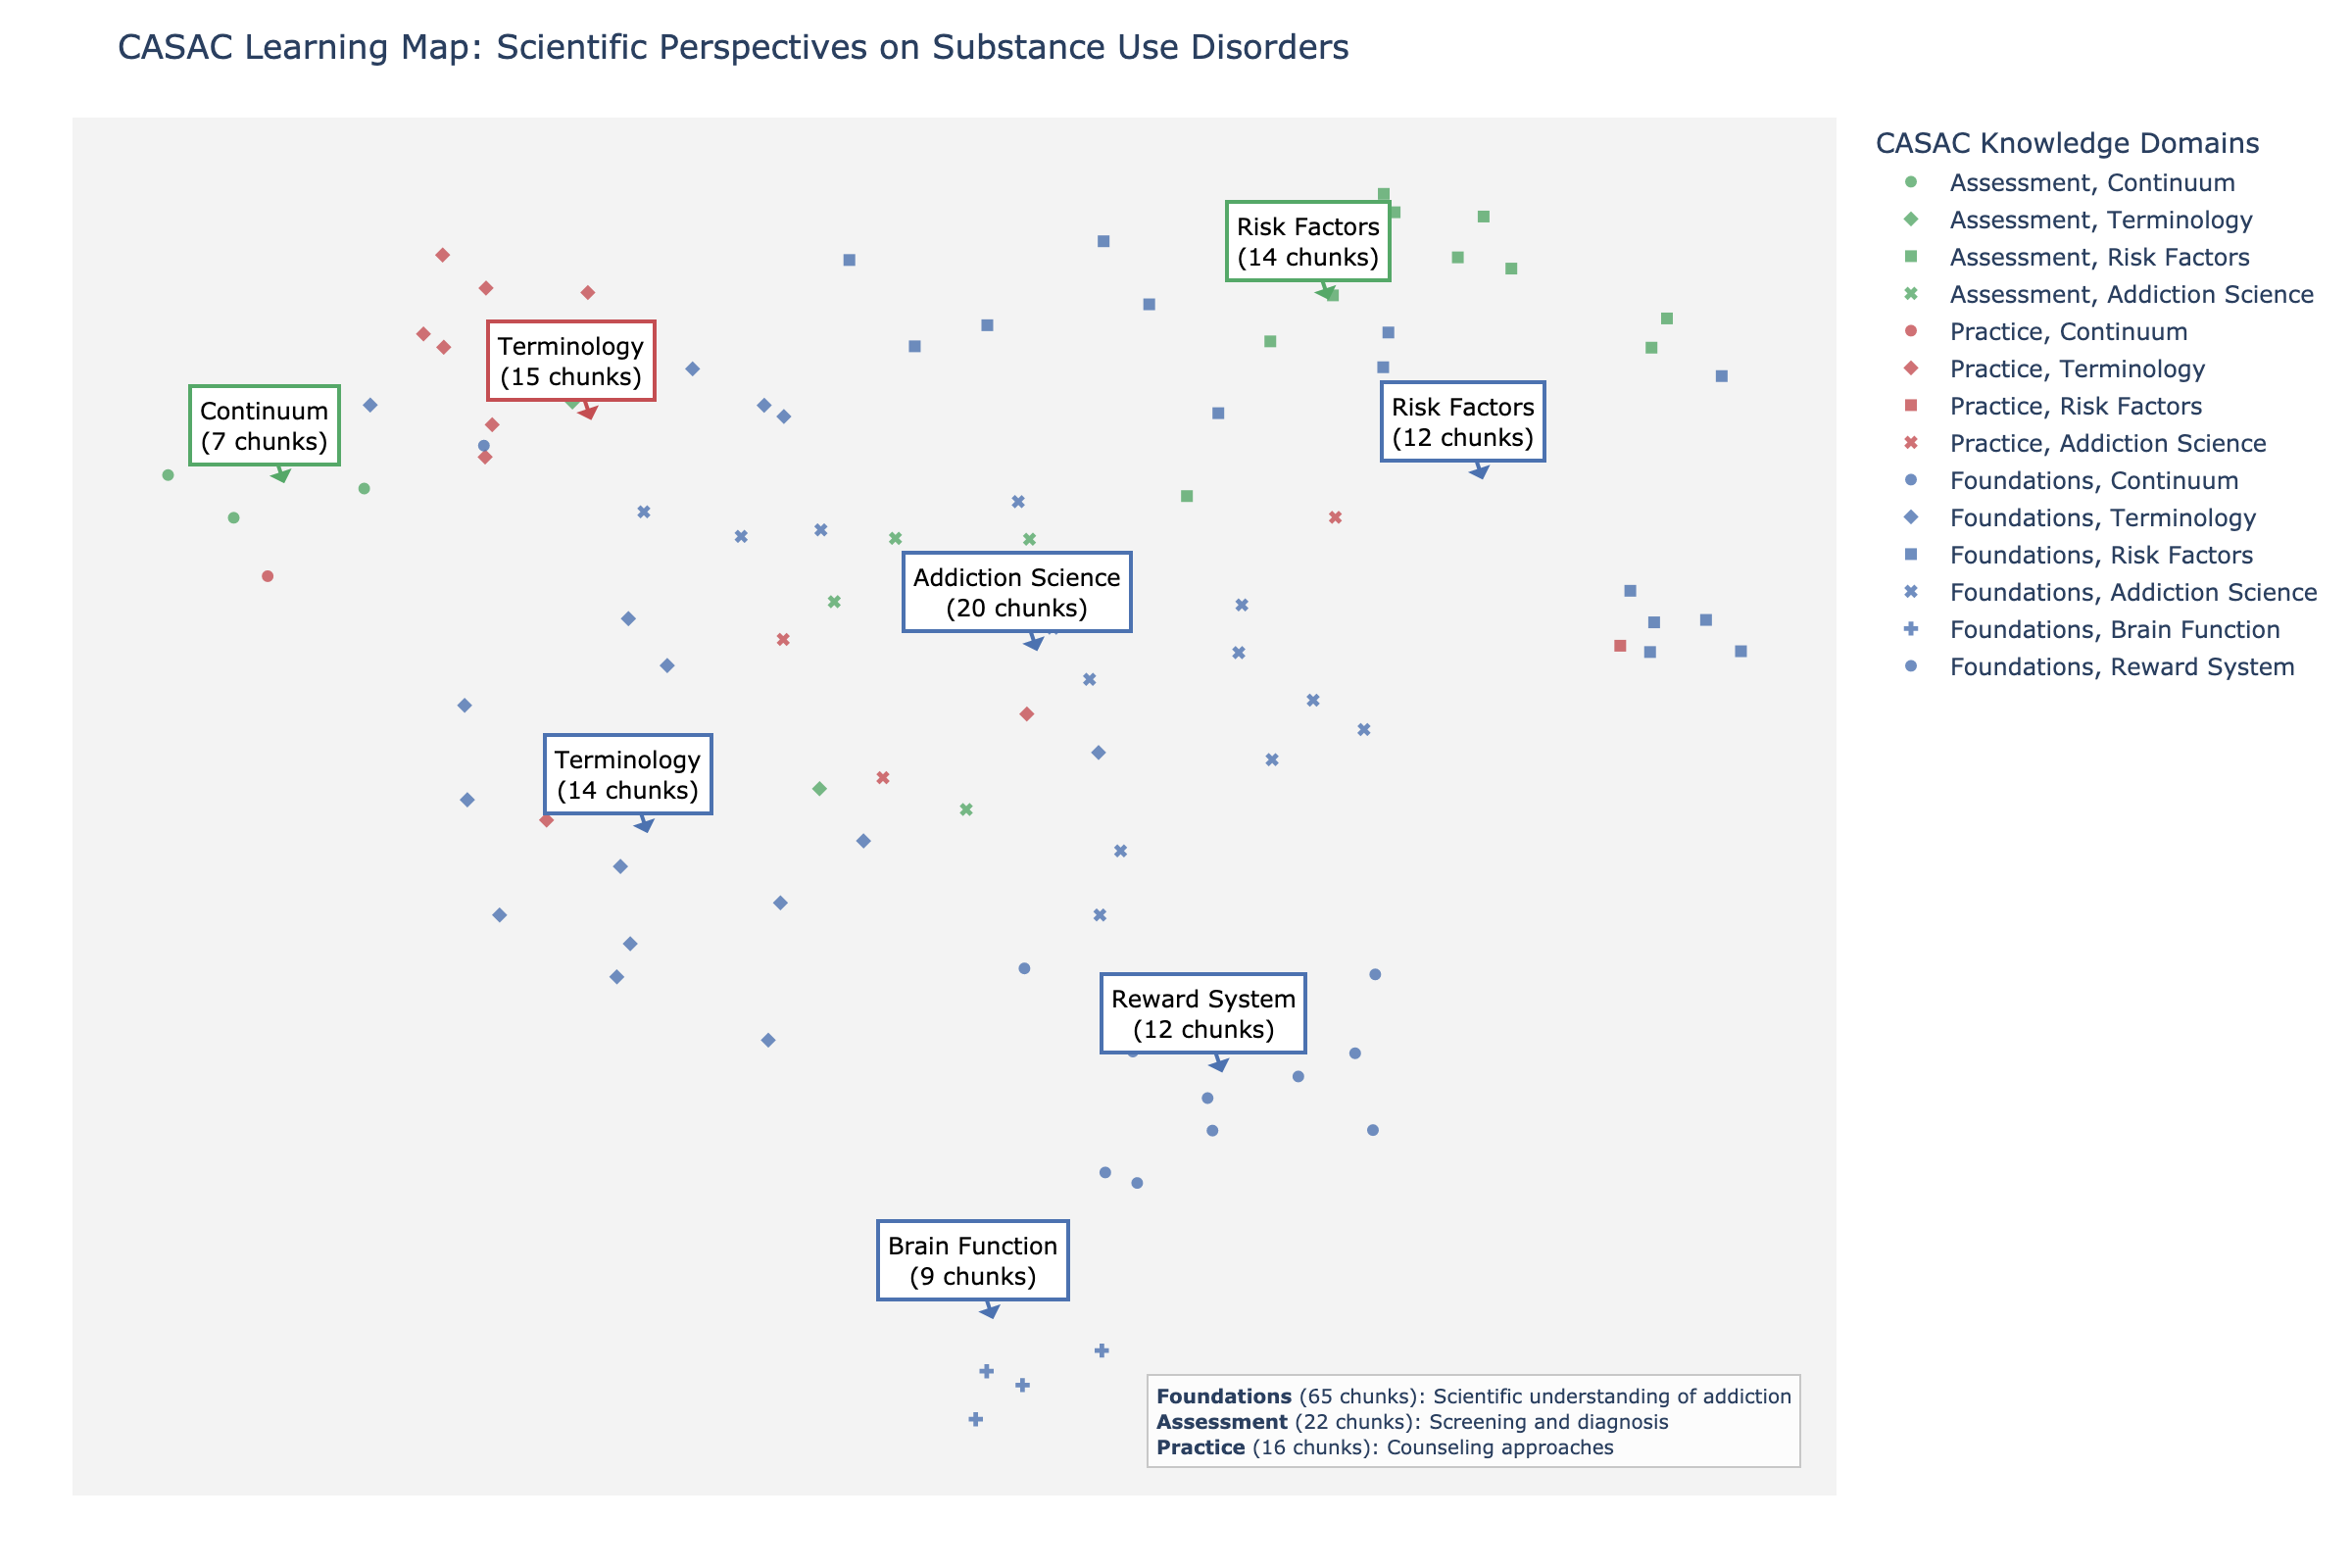 CASAC Learning Map: Scientific Perspectives on Substance Use Disorders
CASAC Knowledge Domains
Assessment, Continuum
Assessment, Terminology
Assessment, Risk Factors
Assessment, Addiction Science
Practice, Continuum
Practice, Terminology
Practice, Risk Factors
Practice, Addiction Science
Foundations, Continuum
Foundations, Terminology
Foundations, Risk Factors
Foundations, Addiction Science
Foundations, Brain Function
Foundations, Reward System
Risk Factors
(14 chunks)
Terminology
(15 chunks)
Continuum
(7 chunks)
Risk Factors
(12 chunks)
Addiction Science
(20 chunks)
Terminology
(14 chunks)
Reward System
(12 chunks)
Brain Function
(9 chunks)
Foundations (65 chunks): Scientific understanding of addiction
Assessment (22 chunks): Screening and diagnosis
Practice (16 chunks): Counseling approaches